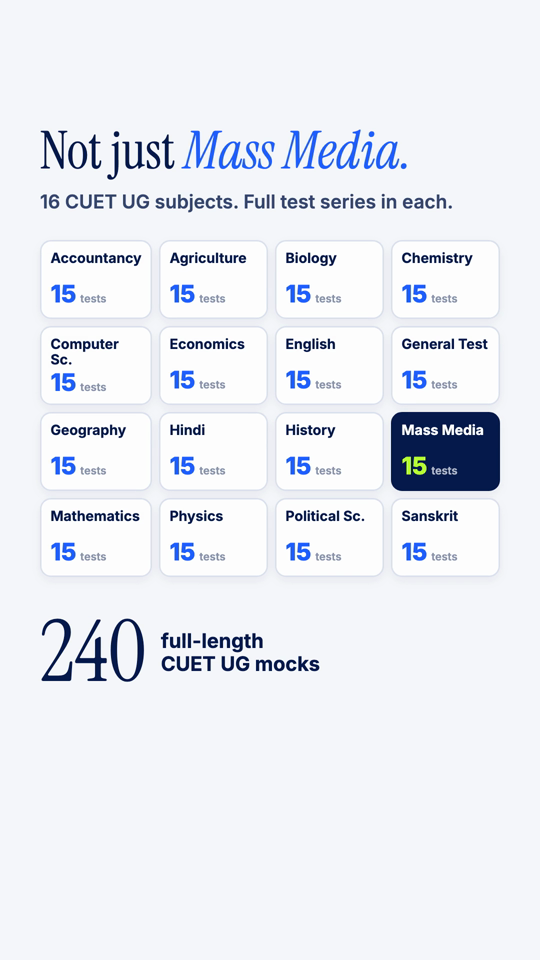 Not just Mass Media.
16 CUET UG subjects. Full test series in each.
Accountancy
15 tests
Agriculture
15 tests
Biology
15 tests
Chemistry
15 tests
Computer
Sc.
15 tests
Economics
15 tests
English
15 tests
General Test
15 tests
Geography
15 tests
Hindi
15 tests
History
15 tests
Mass Media
15 tests
Mathematics
15 tests
Physics
15 tests
Political Sc.
15 tests
Sanskrit
15 tests
240
full-length
CUET UG mocks